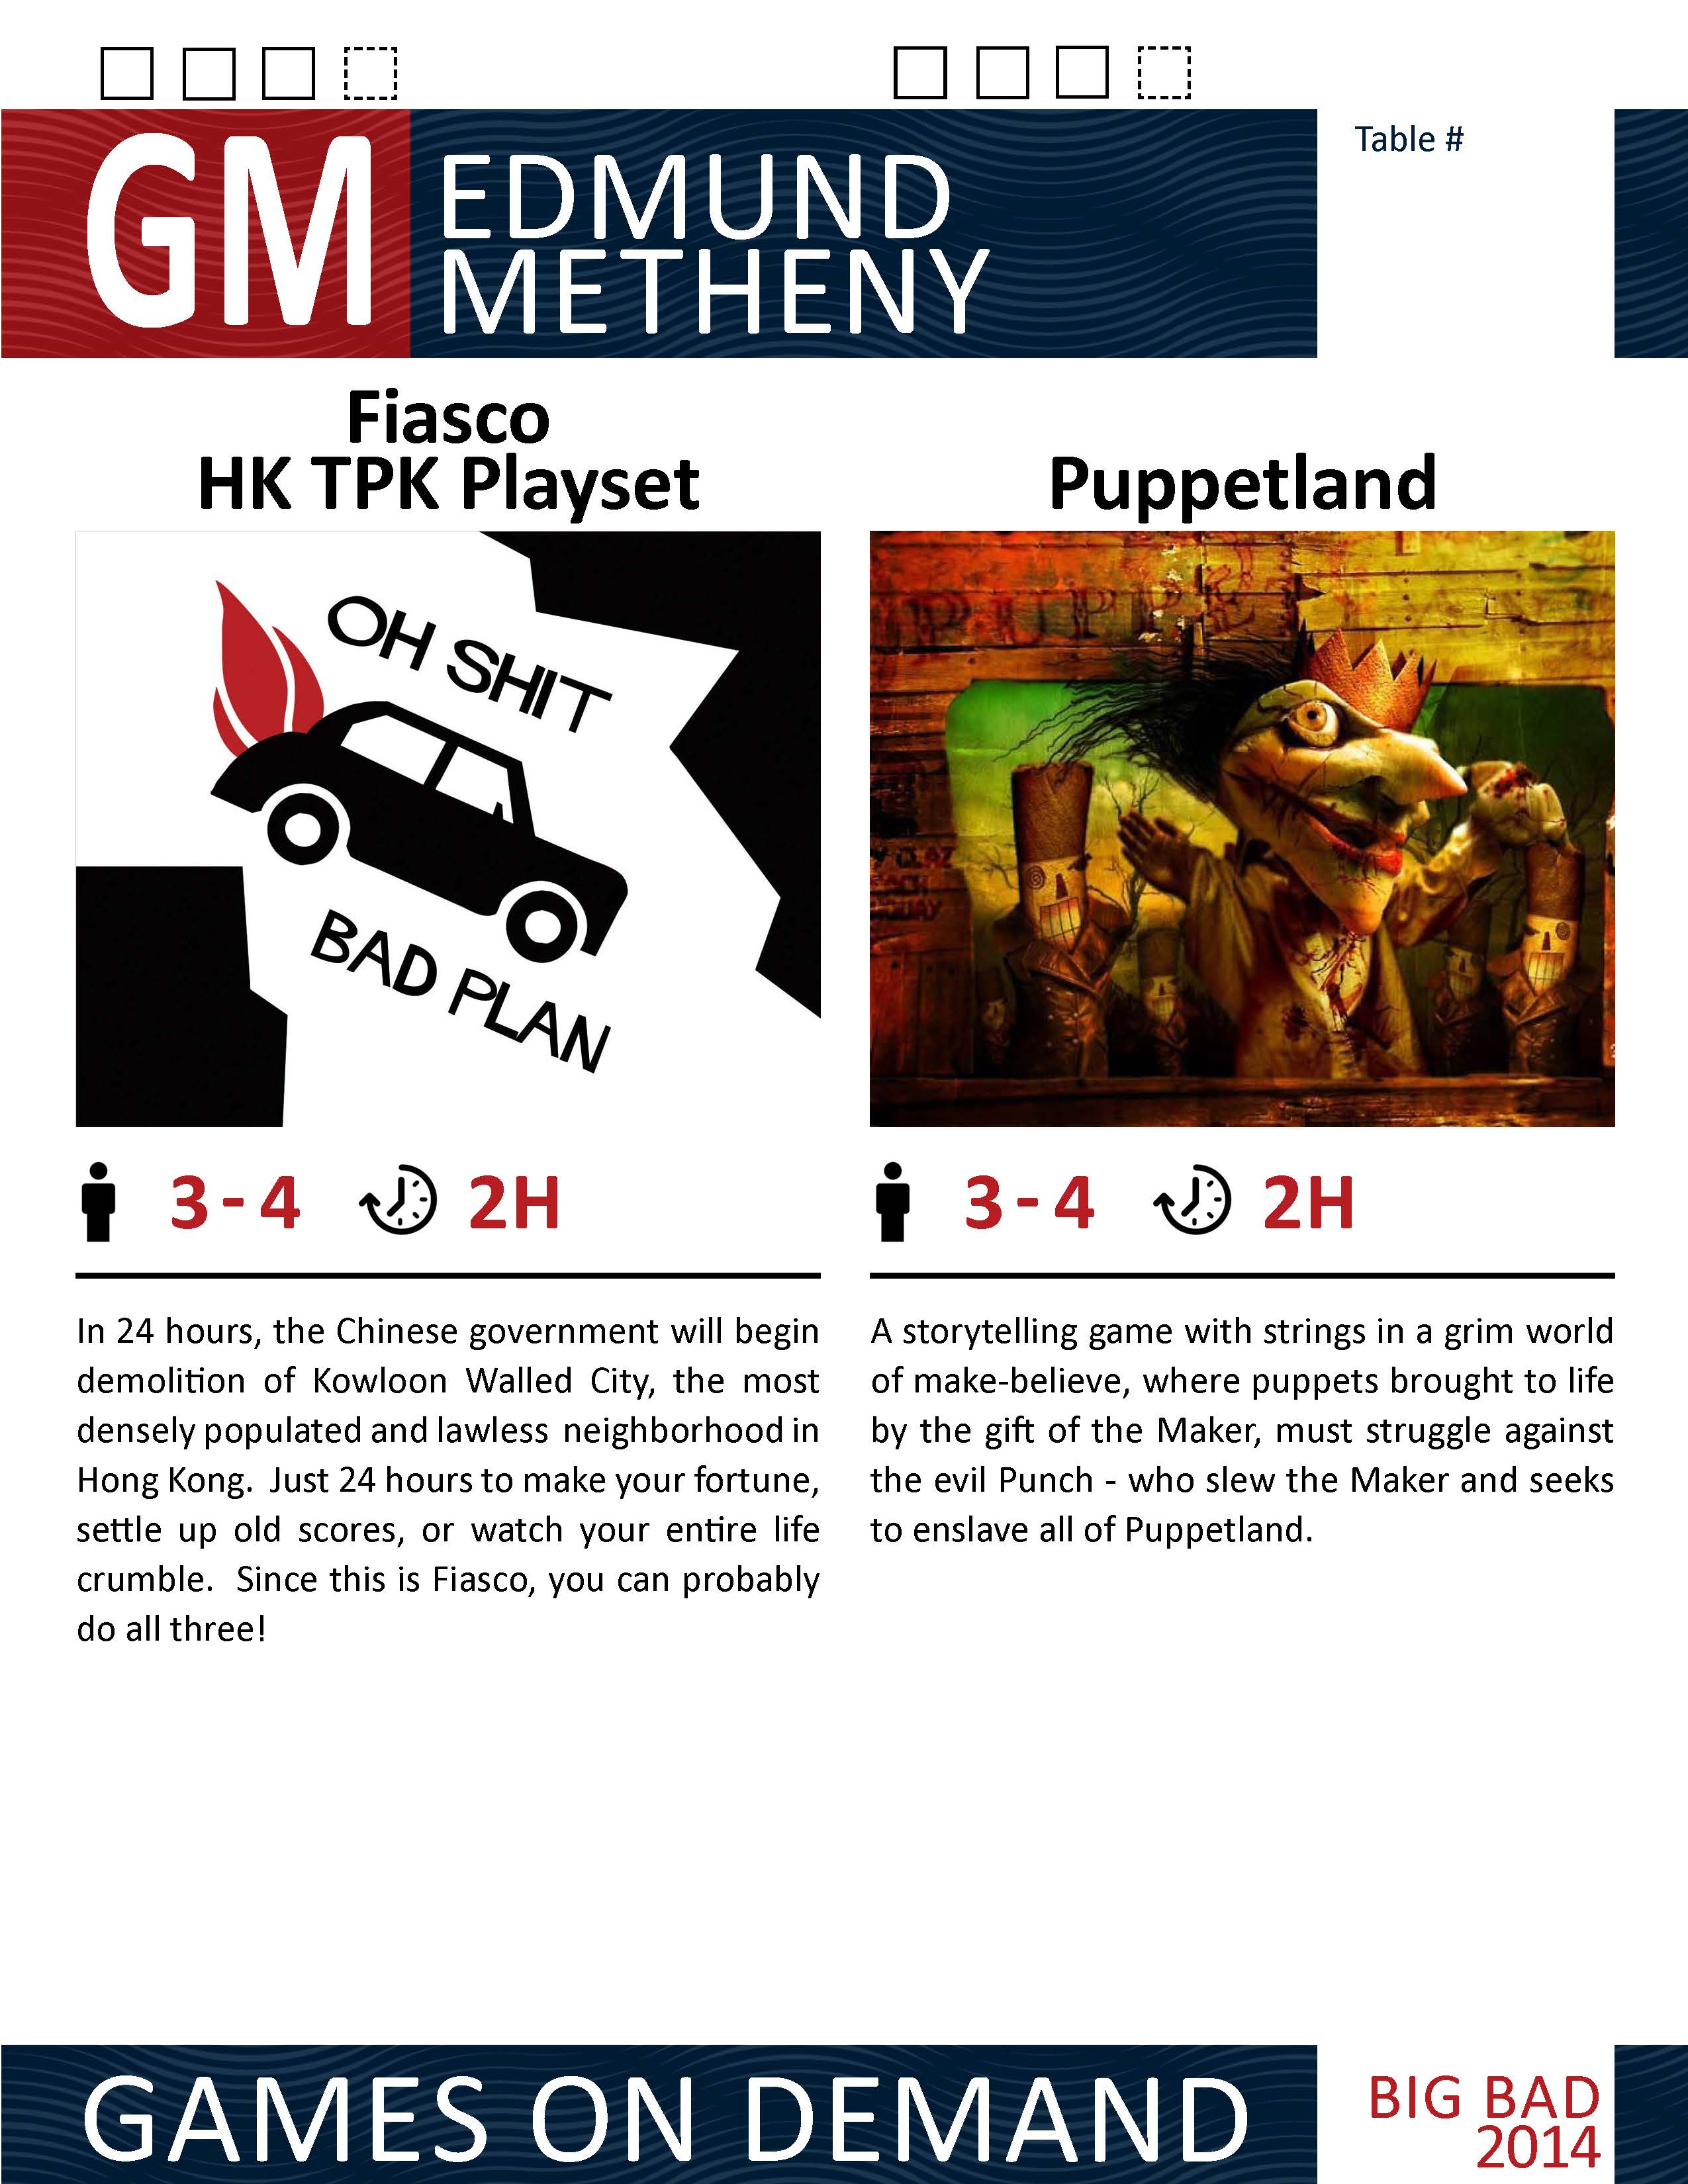 GM
EDMUND
METHENY
Table #
Fiasco
HK TPK Playset
OH SHIT
BAD PLAN
3 - 4
2H
In 24 hours, the Chinese government will begin
demolition of Kowloon Walled City, the most
densely populated and lawless neighborhood in
Hong Kong. Just 24 hours to make your fortune,
settle up old scores, or watch your entire life
crumble. Since this is Fiasco, you can probably
do all three!
Puppetland
3 - 4
2H
A storytelling game with strings in a grim world
of make-believe, where puppets brought to life
by the gift of the Maker, must struggle against
the evil Punch - who slew the Maker and seeks
to enslave all of Puppetland.
GAMES ON DEMAND
BIG BAD
2014